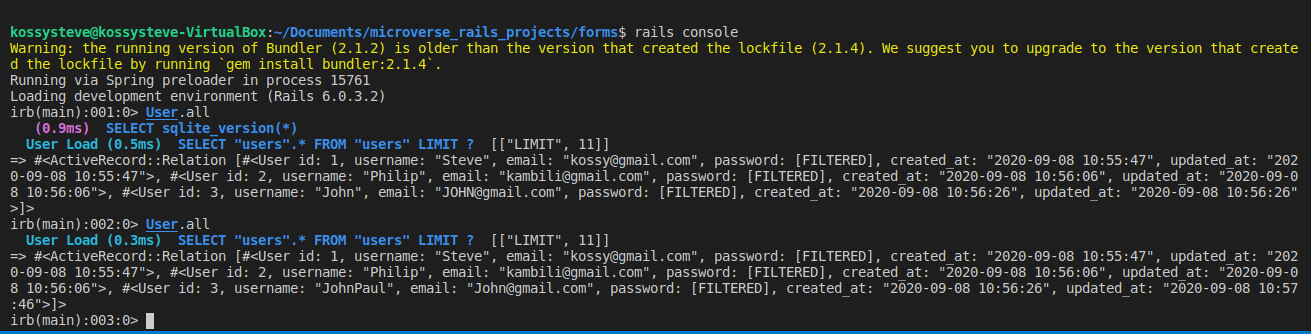 kossysteve@kossysteve-VirtualBox:~/Documents/microverse_rails_projects/forms$ rails console
Warning: the running version of Bundler (2.1.2) is older than the version that created the lockfile (2.1.4). We suggest you to upgrade to the version that create
d the lockfile by running `gem install bundler:2.1.4`.
Running via Spring preloader in process 15761
Loading development environment (Rails 6.0.3.2)
irb(main):001:0> User.all
   (0.9ms)  SELECT sqlite_version(*)
  User Load (0.5ms)  SELECT "users".* FROM "users" LIMIT ?  [["LIMIT", 11]]
=> #<ActiveRecord::Relation [#<User id: 1, username: "Steve", email: "kossy@gmail.com", password: [FILTERED], created_at: "2020-09-08 10:55:47", updated_at: "202
0-09-08 10:55:47">, #<User id: 2, username: "Philip", email: "kambili@gmail.com", password: [FILTERED], created_at: "2020-09-08 10:56:06", updated_at: "2020-09-0
8 10:56:06">, #<User id: 3, username: "John", email: "JOHN@gmail.com", password: [FILTERED], created_at: "2020-09-08 10:56:26", updated_at: "2020-09-08 10:56:26"
>]>
irb(main):002:0> User.all
  User Load (0.3ms)  SELECT "users".* FROM "users" LIMIT ?  [["LIMIT", 11]]
=> #<ActiveRecord::Relation [#<User id: 1, username: "Steve", email: "kossy@gmail.com", password: [FILTERED], created_at: "2020-09-08 10:55:47", updated_at: "202
0-09-08 10:55:47">, #<User id: 2, username: "Philip", email: "kambili@gmail.com", password: [FILTERED], created_at: "2020-09-08 10:56:06", updated_at: "2020-09-0
8 10:56:06">, #<User id: 3, username: "JohnPaul", email: "John@gmail.com", password: [FILTERED], created_at: "2020-09-08 10:56:26", updated_at: "2020-09-08 10:57
:46">]>
irb(main):003:0>